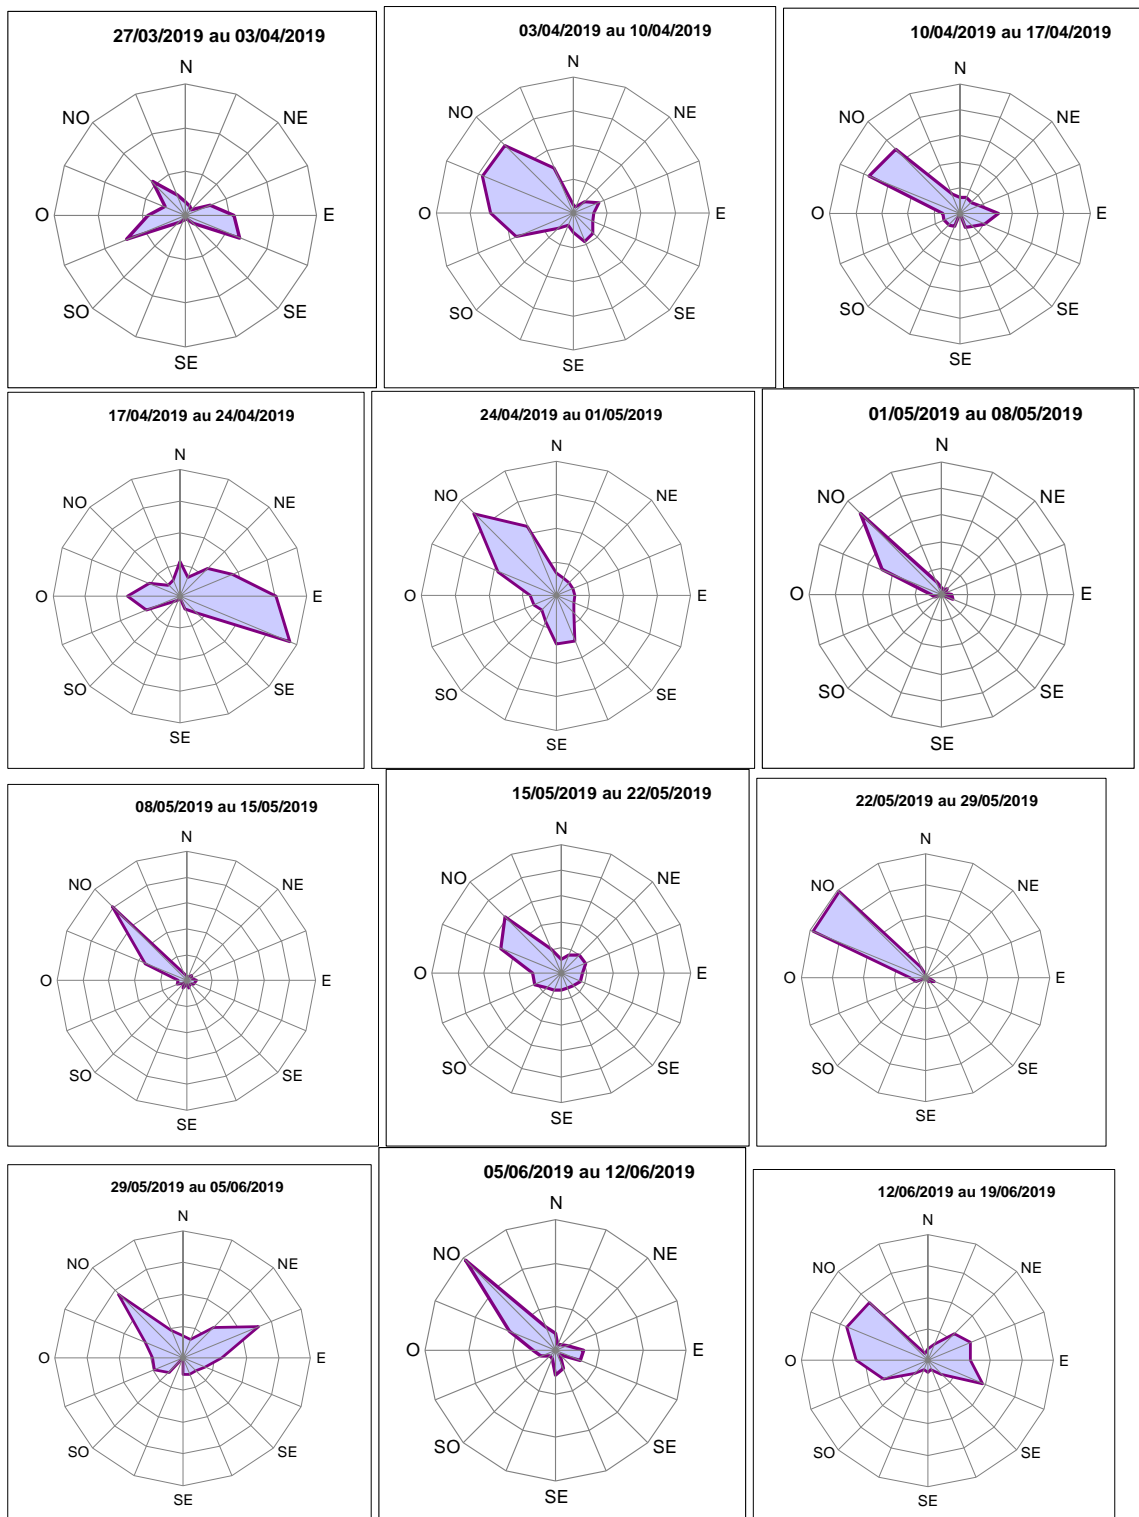 27/03/2019 au 03/04/2019
N
NO
NE
O
E
SO
SE
SE
03/04/2019 au 10/04/2019
N
NO
NE
O
E
SO
SE
SE
10/04/2019 au 17/04/2019
N
NO
NE
O
E
SO
SE
SE
17/04/2019 au 24/04/2019
N
NO
NE
O
E
SO
SE
SE
24/04/2019 au 01/05/2019
N
NO
NE
O
E
SO
SE
SE
01/05/2019 au 08/05/2019
N
NO
NE
O
E
SO
SE
SE
08/05/2019 au 15/05/2019
N
NO
NE
O
E
SO
SE
SE
15/05/2019 au 22/05/2019
N
NO
NE
O
E
SO
SE
SE
22/05/2019 au 29/05/2019
N
NO
NE
O
E
SO
SE
SE
29/05/2019 au 05/06/2019
N
NO
NE
O
E
SO
SE
SE
05/06/2019 au 12/06/2019
N
NO
NE
O
E
SO
SE
SE
12/06/2019 au 19/06/2019
N
NO
NE
O
E
SO
SE
SE